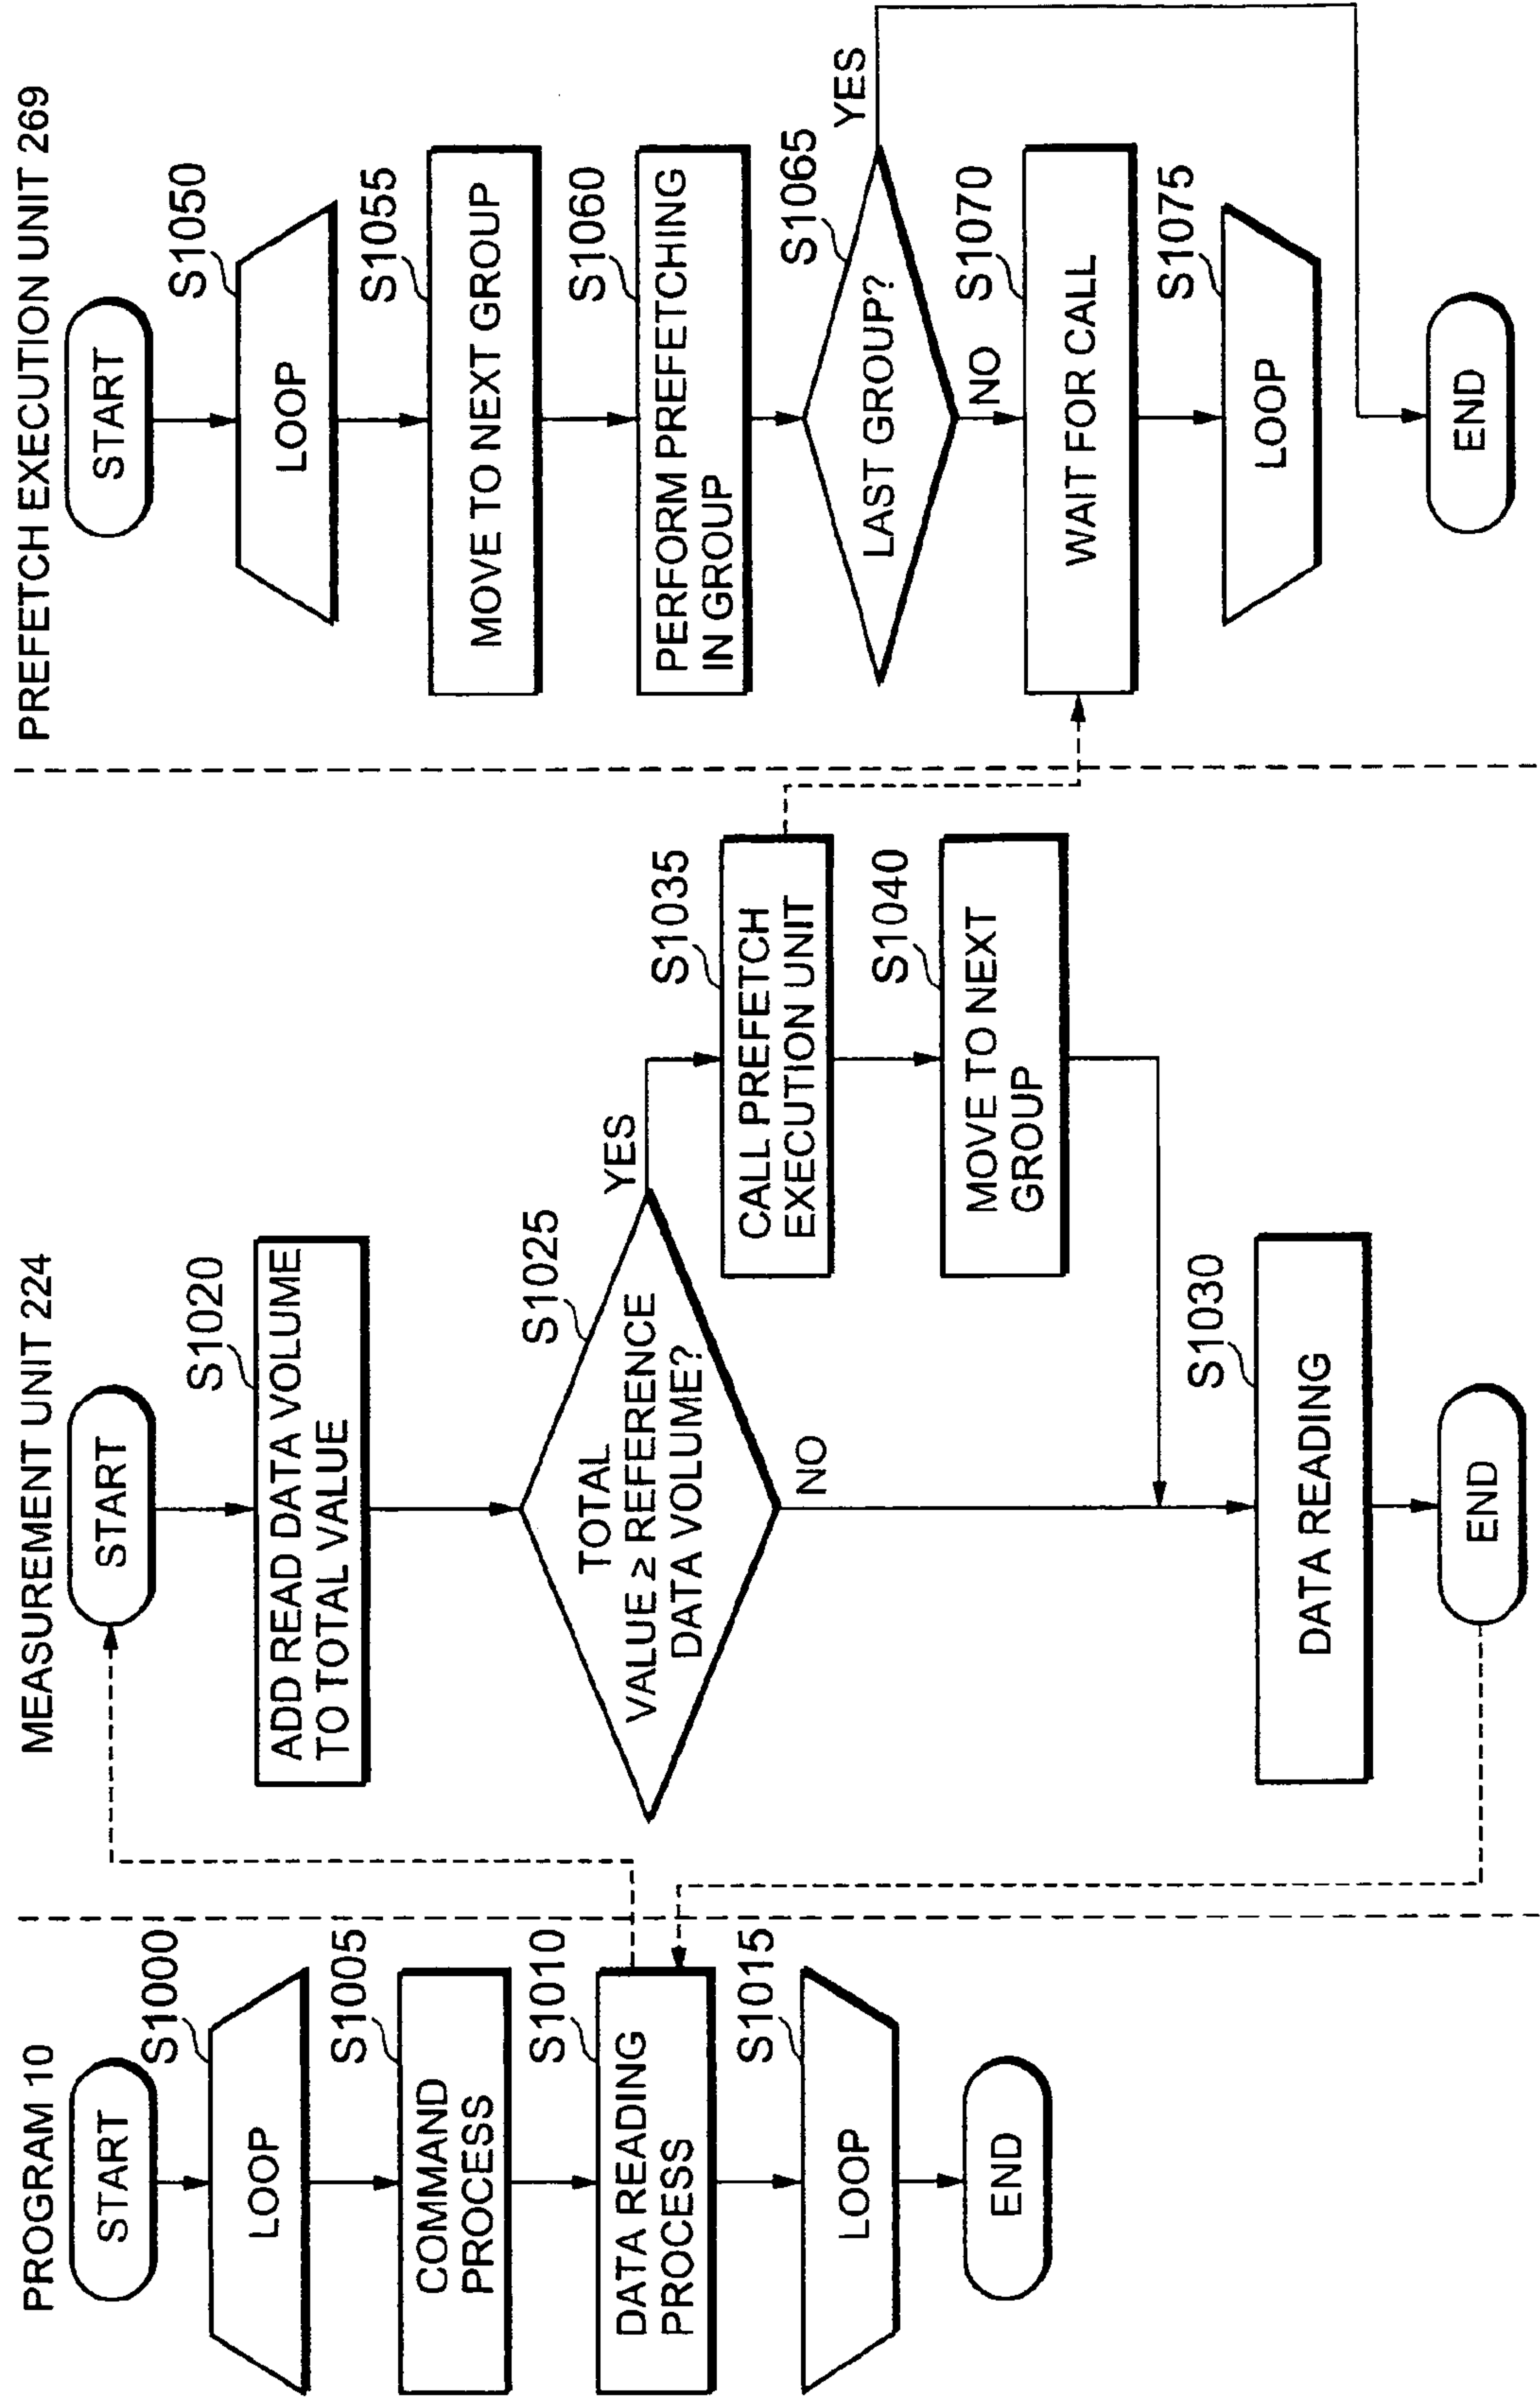 PROGRAM 10
START
S1000
LOOP
S1005
COMMAND
PROCESS
S1010
DATA READING
PROCESS
S1015
LOOP
END
MEASUREMENT UNIT 224
START
S1020
ADD READ DATA VOLUME
TO TOTAL VALUE
S1025
TOTAL
VALUE ≥ REFERENCE
DATA VOLUME?
YES
NO
S1035
CALL PREFETCH
EXECUTION UNIT
S1040
MOVE TO NEXT
GROUP
S1030
DATA READING
END
PREFETCH EXECUTION UNIT 269
START
S1050
LOOP
S1055
MOVE TO NEXT GROUP
S1060
PERFORM PREFETCHING
IN GROUP
S1065
LAST GROUP?
YES
NO
S1070
WAIT FOR CALL
S1075
LOOP
END